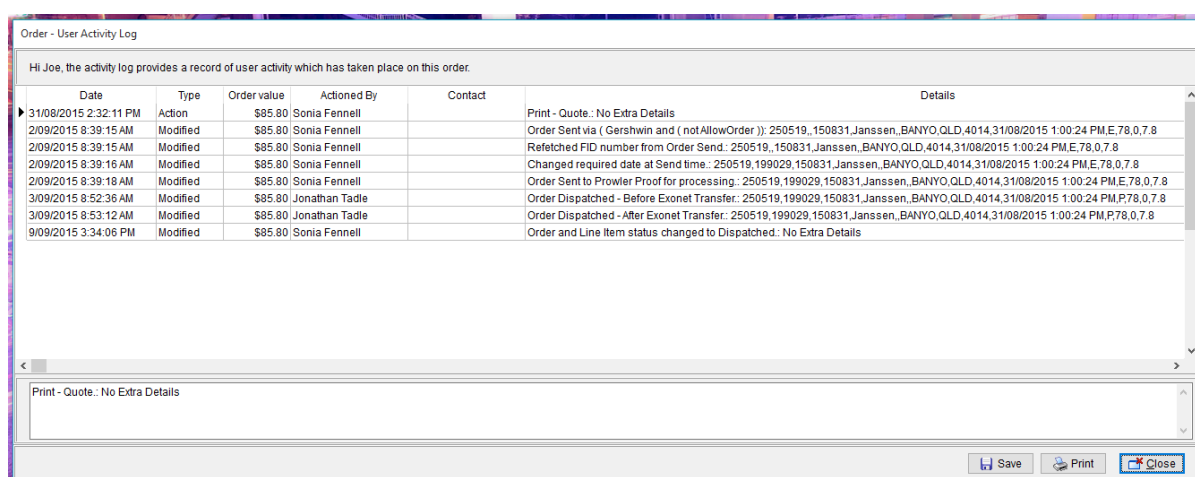 Order - User Activity Log
Hi Joe, the activity log provides a record of user activity which has taken place on this order.
Date Type Order value Actioned By Contact Details
31/08/2015 2:32:11 PM Action $85.80 Sonia Fennell Print - Quote.: No Extra Details
2/09/2015 8:39:15 AM Modified $85.80 Sonia Fennell Order Sent via ( Gershwin and ( notAllowOrder )): 250519,,150831,Janssen,,BANYO,QLD,4014,31/08/2015 1:00:24 PM,E,78,0,7.8
2/09/2015 8:39:15 AM Modified $85.80 Sonia Fennell Refetched FID number from Order Send.: 250519,,150831,Janssen,,BANYO,QLD,4014,31/08/2015 1:00:24 PM,E,78,0,7.8
2/09/2015 8:39:16 AM Modified $85.80 Sonia Fennell Changed required date at Send time.: 250519,199029,150831,Janssen,,BANYO,QLD,4014,31/08/2015 1:00:24 PM,E,78,0,7.8
2/09/2015 8:39:18 AM Modified $85.80 Sonia Fennell Order Sent to Prowler Proof for processing.: 250519,199029,150831,Janssen,,BANYO,QLD,4014,31/08/2015 1:00:24 PM,E,78,0,7.8
3/09/2015 8:52:36 AM Modified $85.80 Jonathan Tadle Order Dispatched - Before Exonet Transfer.: 250519,199029,150831,Janssen,,BANYO,QLD,4014,31/08/2015 1:00:24 PM,P,78,0,7.8
3/09/2015 8:53:12 AM Modified $85.80 Jonathan Tadle Order Dispatched - After Exonet Transfer.: 250519,199029,150831,Janssen,,BANYO,QLD,4014,31/08/2015 1:00:24 PM,P,78,0,7.8
9/09/2015 3:34:06 PM Modified $85.80 Sonia Fennell Order and Line Item status changed to Dispatched.: No Extra Details
Print - Quote.: No Extra Details
Save Print Close